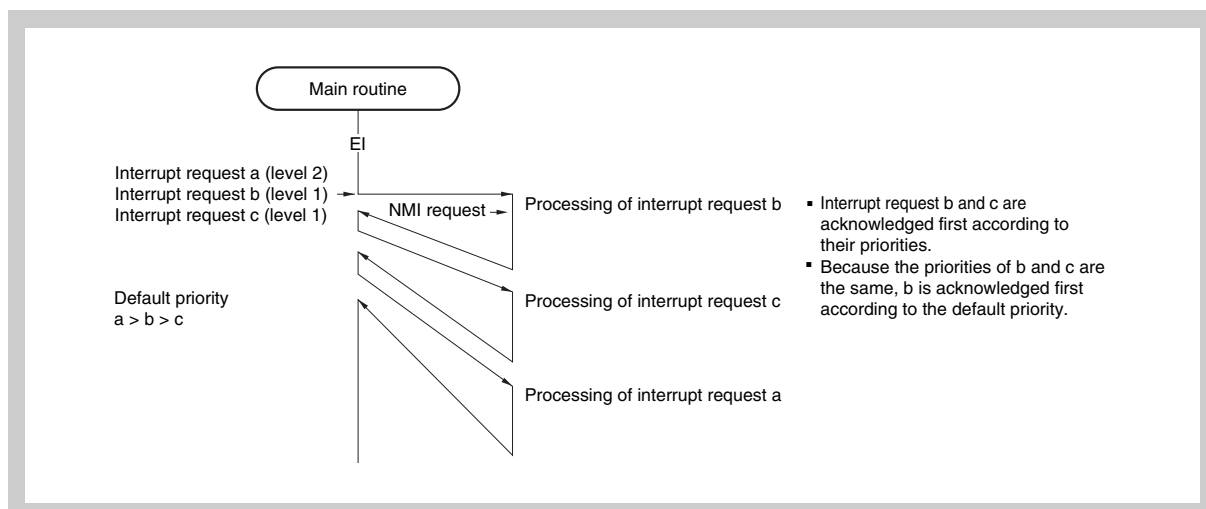 Main routine
EI
Interrupt request a (level 2)
Interrupt request b (level 1)
Interrupt request c (level 1)
NMI request
Processing of interrupt request b
▪ Interrupt request b and c are
acknowledged first according to
their priorities.
▪ Because the priorities of b and c are
the same, b is acknowledged first
according to the default priority.
Default priority
a > b > c
Processing of interrupt request c
Processing of interrupt request a